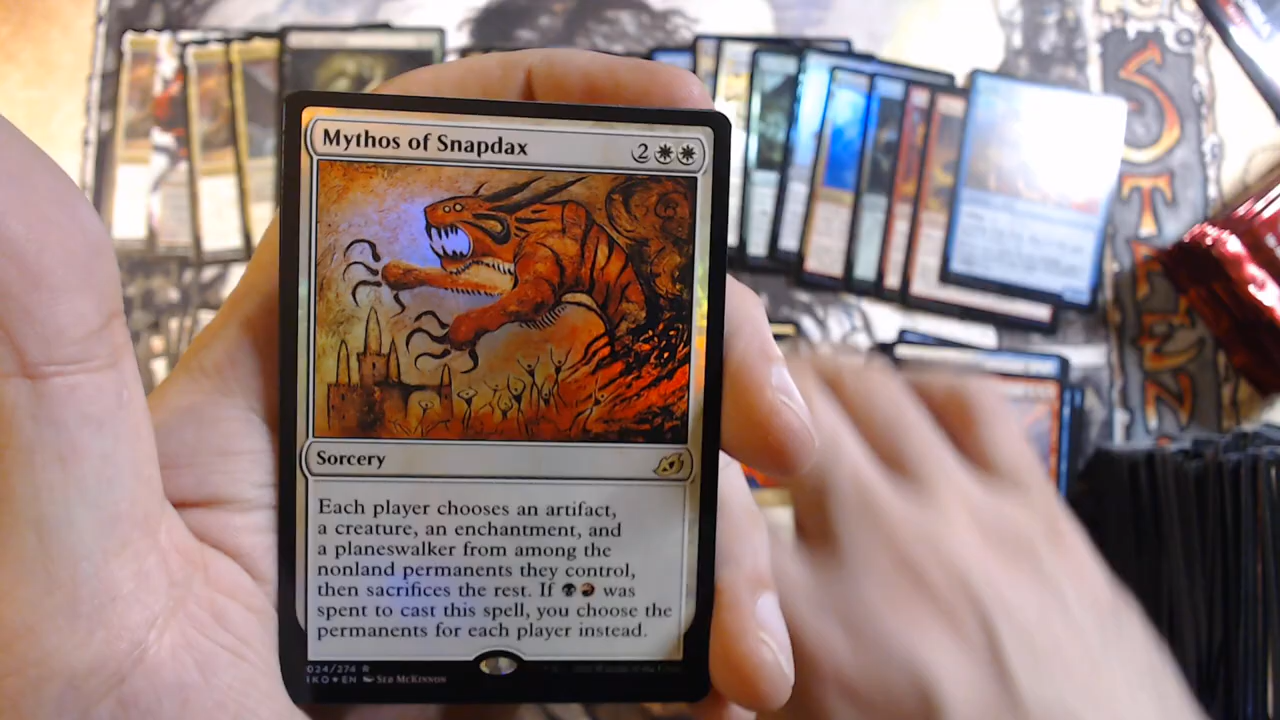 Mythos of Snapdax
2
Sorcery
Each player chooses an artifact,
a creature, an enchantment, and
a planeswalker from among the
nonland permanents they control,
then sacrifices the rest. If was
spent to cast this spell, you choose the
permanents for each player instead.
024/274 R
IKO★EN Seb McKinnon